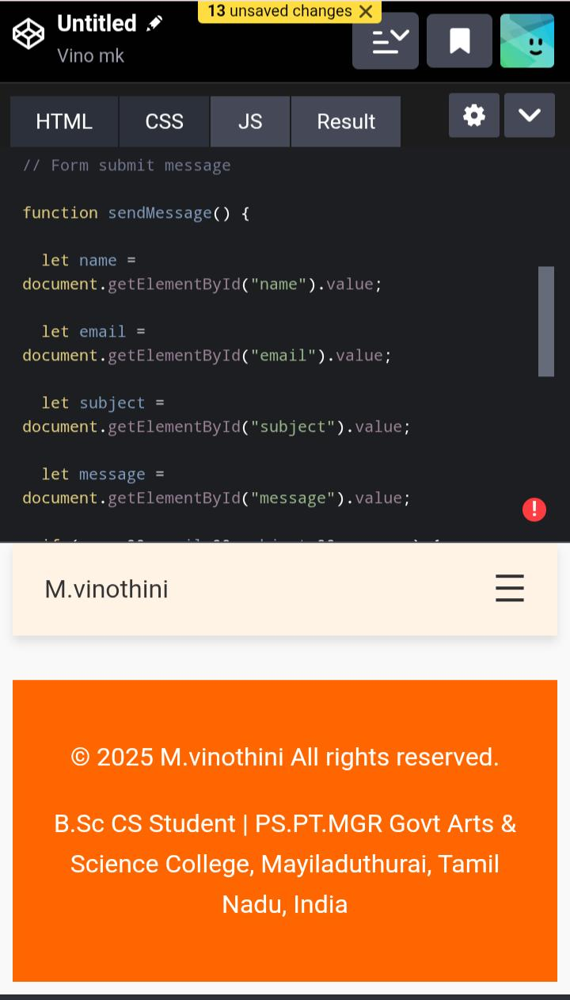 13 unsaved changes
Untitled
Vino mk
HTML CSS JS Result
// Form submit message
function sendMessage() {
let name =
document.getElementById("name").value;
let email =
document.getElementById("email").value;
let subject =
document.getElementById("subject").value;
let message =
document.getElementById("message").value;
M.vinothini
© 2025 M.vinothini All rights reserved.
B.Sc CS Student | PS.PT.MGR Govt Arts &
Science College, Mayiladuthurai, Tamil
Nadu, India